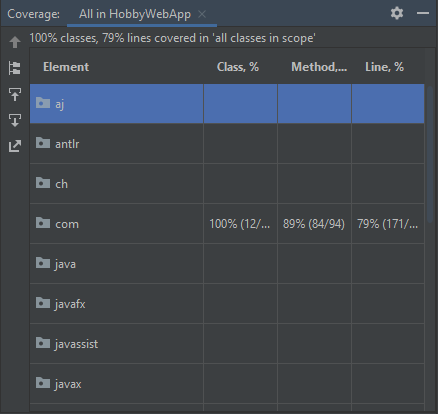 Coverage: All in HobbyWebApp
100% classes, 79% lines covered in 'all classes in scope'
Element Class, % Method,... Line, %
aj
antlr
ch
com 100% (12/... 89% (84/94) 79% (171/...
java
javafx
javassist
javax